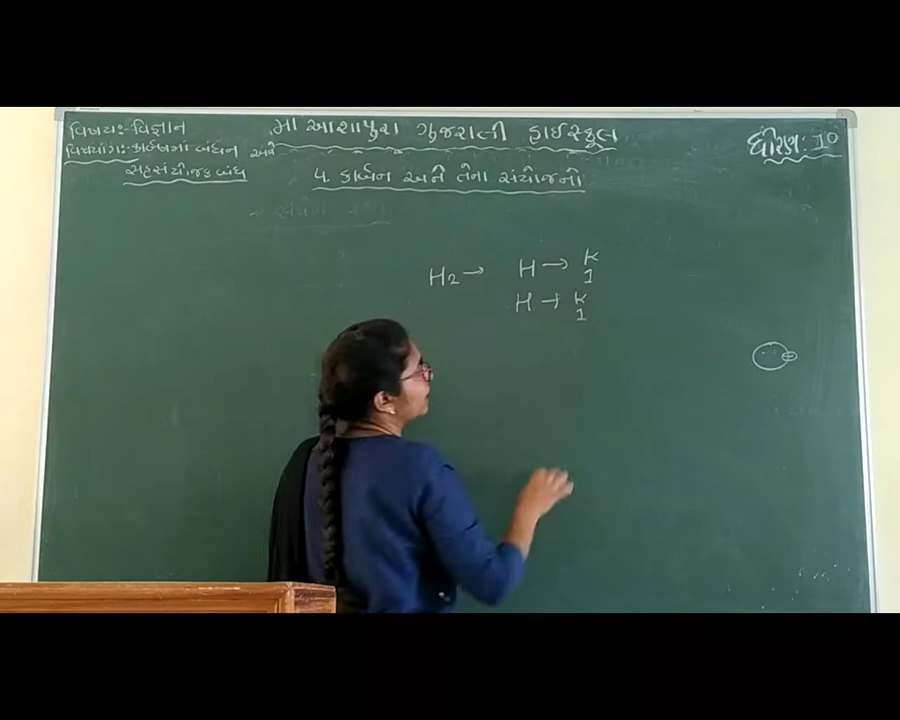 વિષય:- વિજ્ઞાન
મા આશાપુરા ગુજરાતી હાઈસ્કૂલ
ધોરણ: 10
વિષયાંગ:- કાર્બનમાં બંધન અને
સહસંયોજક બંધ
4. કાર્બન અને તેના સંયોજનો
H2 → H → K
1
H → K
1